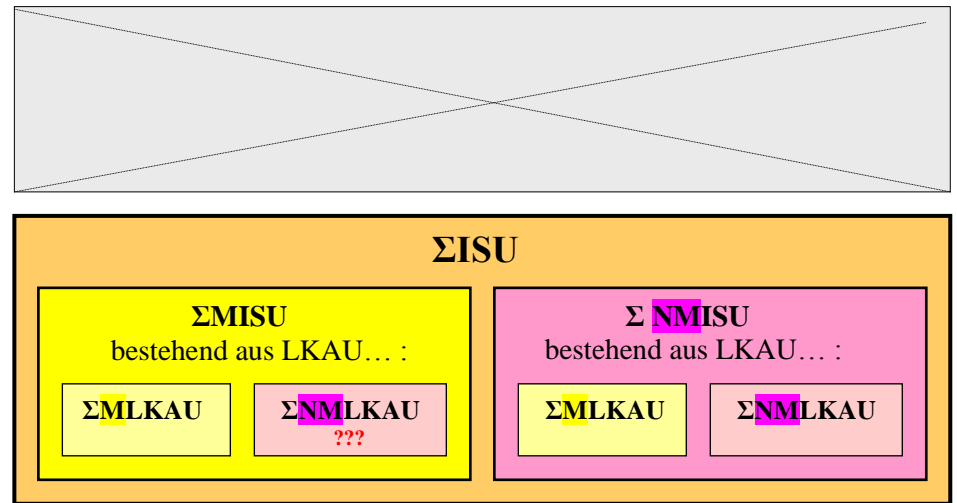 ΣISU
ΣMISU
bestehend aus LKAU… :
ΣMLKAU
ΣNMLKAU
???
Σ NMISU
bestehend aus LKAU… :
ΣMLKAU
ΣNMLKAU